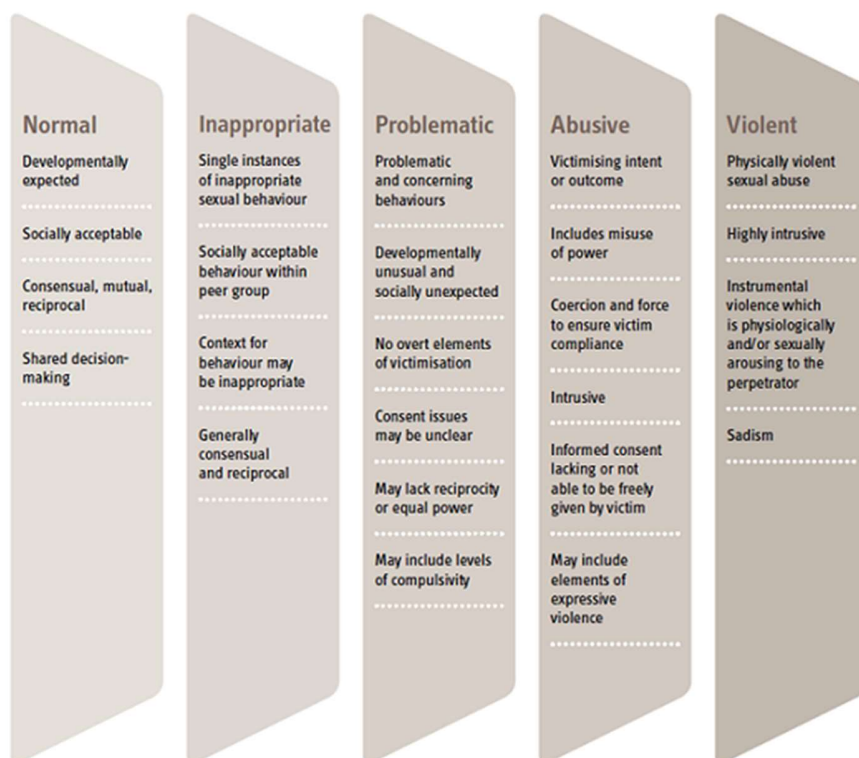 Normal
Developmentally
expected
Socially acceptable
Consensual, mutual,
reciprocal
Shared decision-
making
Inappropriate
Single instances
of inappropriate
sexual behaviour
Socially acceptable
behaviour within
peer group
Context for
behaviour may
be inappropriate
Generally
consensual
and reciprocal
Problematic
Problematic
and concerning
behaviours
Developmentally
unusual and
socially unexpected
No overt elements
of victimisation
Consent issues
may be unclear
May lack reciprocity
or equal power
May include levels
of compulsivity
Abusive
Victimising intent
or outcome
Includes misuse
of power
Coercion and force
to ensure victim
compliance
Intrusive
Informed consent
lacking or not
able to be freely
given by victim
May include
elements of
expressive
violence
Violent
Physically violent
sexual abuse
Highly intrusive
Instrumental
violence which
is physiologically
and/or sexually
arousing to the
perpetrator
Sadism